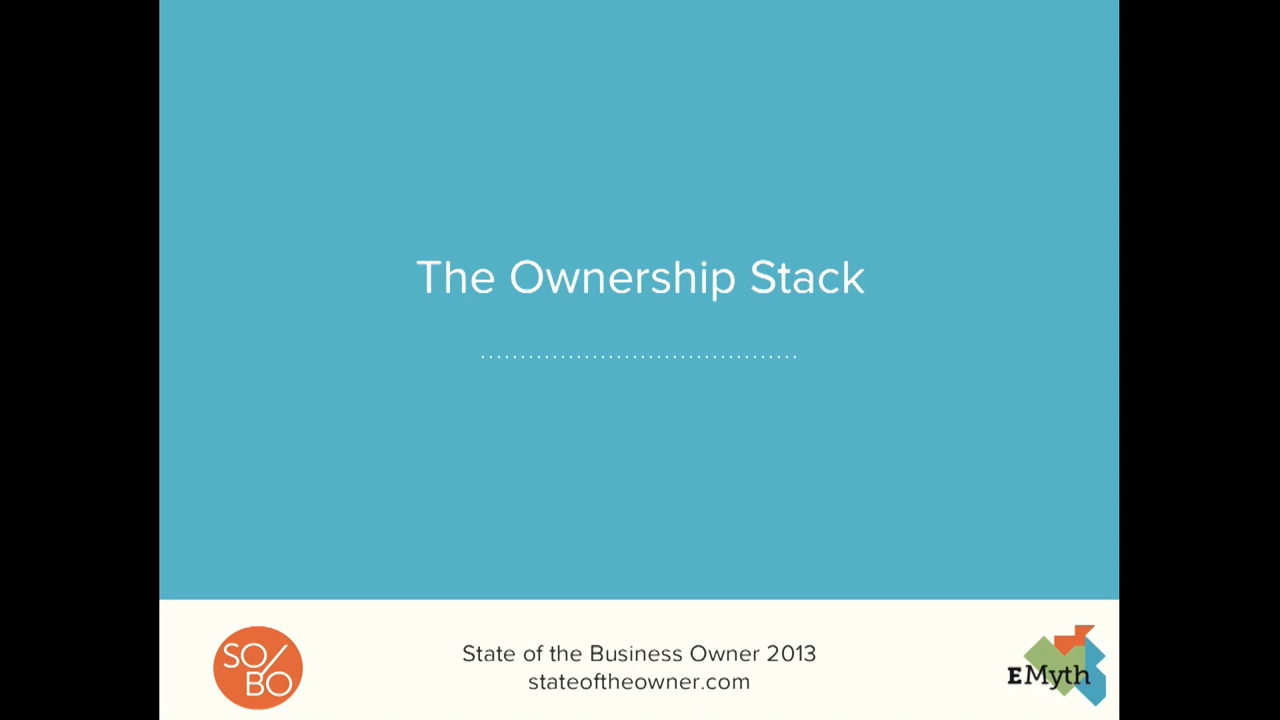 The Ownership Stack
SO/
BO
State of the Business Owner 2013
stateoftheowner.com
EMyth